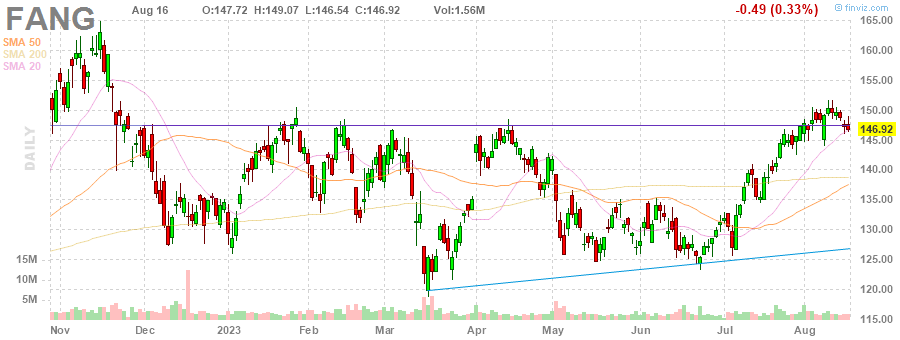 FANG
Aug 16 O:147.72 H:149.07 L:146.54 C:146.92 Vol:1.56M -0.49 (0.33%) © finviz.com
SMA 50
SMA 200
SMA 20
DAILY
165.00
160.00
155.00
150.00
146.92
145.00
140.00
135.00
130.00
125.00
120.00
115.00
15M
10M
5M
Nov Dec 2023 Feb Mar Apr May Jun Jul Aug